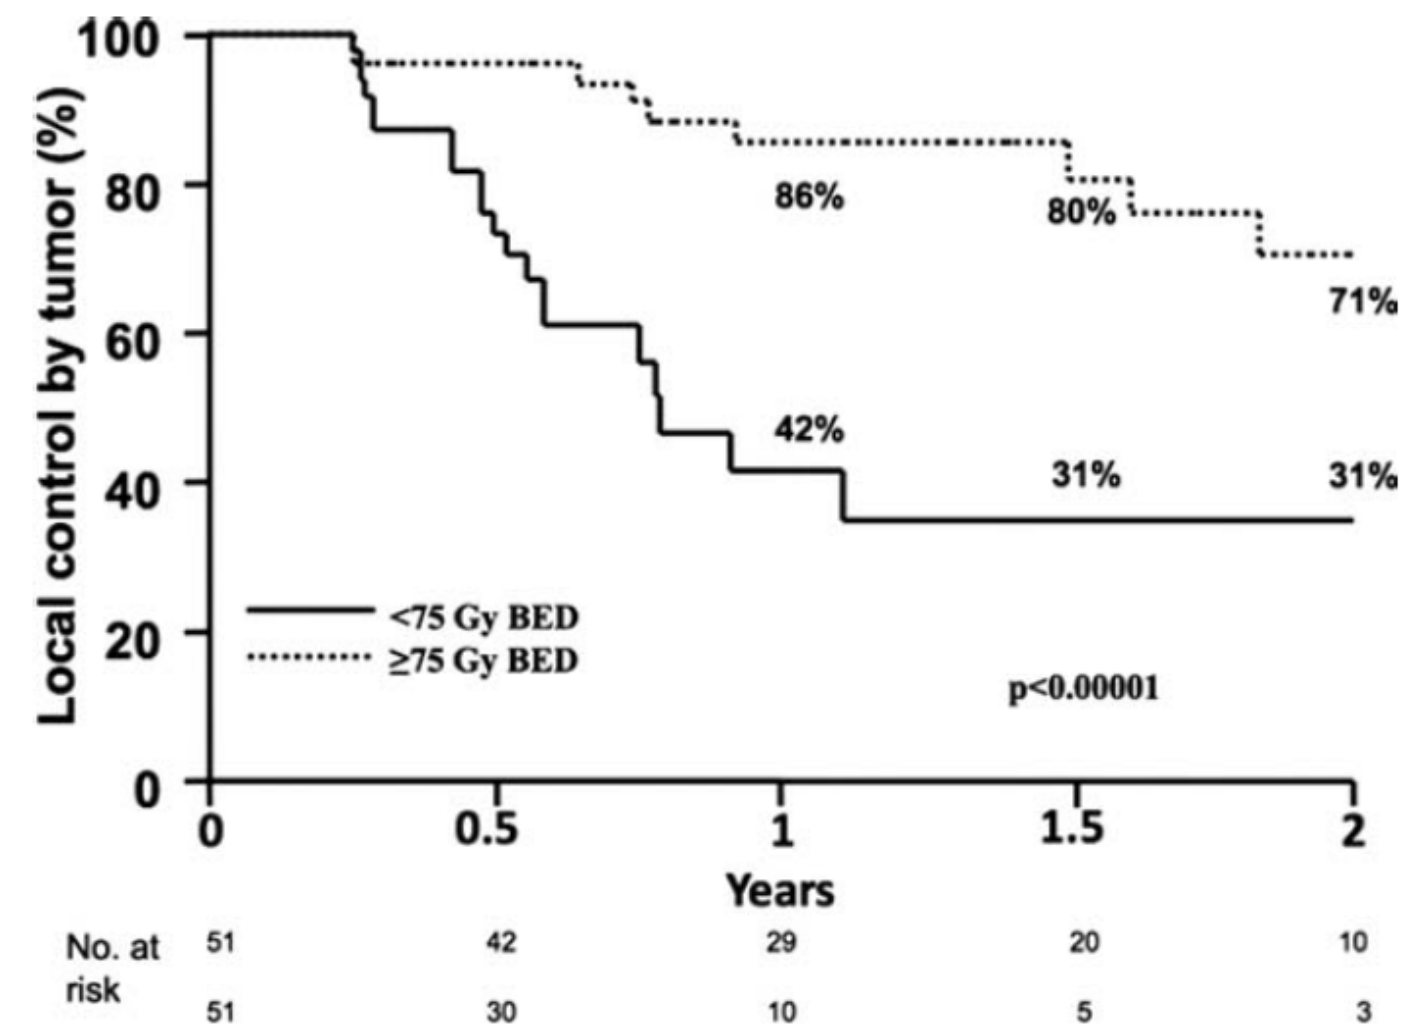 Local control by tumor (%)
100
80
60
40
20
0
86%
80%
71%
42%
31%
31%
<75 Gy BED
≥75 Gy BED
p<0.00001
0 0.5 1 1.5 2
Years
No. at risk
51 42 29 20 10
51 30 10 5 3